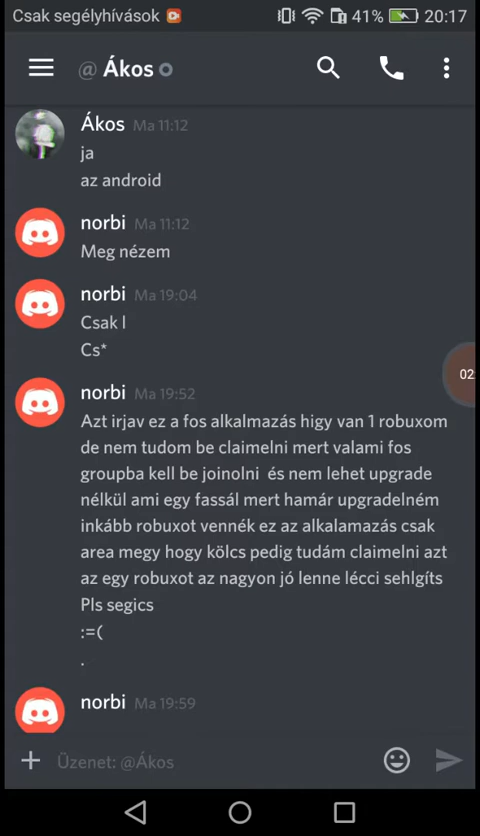 Csak segélyhívások 41% 20:17
@ Ákos
Ákos Ma 11:12
ja
az android
norbi Ma 11:12
Meg nézem
norbi Ma 19:04
Csak l
Cs*
02
norbi Ma 19:52
Azt irjav ez a fos alkalmazás higy van 1 robuxom
de nem tudom be claimelni mert valami fos
groupba kell be joinolni és nem lehet upgrade
nélkül ami egy fassál mert hamár upgradelném
inkább robuxot vennék ez az alkalamazás csak
area megy hogy kölcs pedig tudám claimelni azt
az egy robuxot az nagyon jó lenne lécci sehlgíts
Pls segics
:=(
.
norbi Ma 19:59
Üzenet: @Ákos